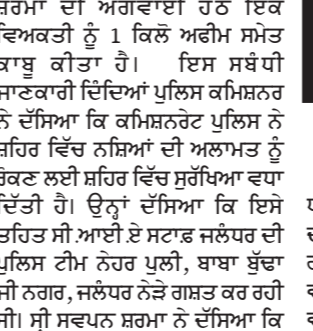 ਸ਼ਰਮਾ ਦੀ ਅਗਵਾਈ ਹੇਠ ਇੱਕ
ਵਿਅਕਤੀ ਨੂੰ 1 ਕਿਲੋ ਅਫੀਮ ਸਮੇਤ
ਕਾਬੂ ਕੀਤਾ ਹੈ। ਇਸ ਸਬੰਧੀ
ਜਾਣਕਾਰੀ ਦਿੰਦਿਆਂ ਪੁਲਿਸ ਕਮਿਸ਼ਨਰ
ਨੇ ਦੱਸਿਆ ਕਿ ਕਮਿਸ਼ਨਰੇਟ ਪੁਲਿਸ ਨੇ
ਸ਼ਹਿਰ ਵਿੱਚ ਨਸ਼ਿਆਂ ਦੀ ਅਲਾਮਤ ਨੂੰ
ਰੋਕਣ ਲਈ ਸ਼ਹਿਰ ਵਿੱਚ ਸੁਰੱਖਿਆ ਵਧਾ
ਦਿੱਤੀ ਹੈ। ਉਨ੍ਹਾਂ ਦੱਸਿਆ ਕਿ ਇਸੇ
ਤਹਿਤ ਸੀ.ਆਈ.ਏ ਸਟਾਫ਼ ਜਲੰਧਰ ਦੀ
ਪੁਲਿਸ ਟੀਮ ਨੇਹਰ ਪੁਲੀ, ਬਾਬਾ ਬੁੱਢਾ
ਜੀ ਨਗਰ, ਜਲੰਧਰ ਨੇੜੇ ਗਸ਼ਤ ਕਰ ਰਹੀ
ਸੀ। ਸ੍ਰੀ ਸਵਪਨ ਸ਼ਰਮਾ ਨੇ ਦੱਸਿਆ ਕਿ